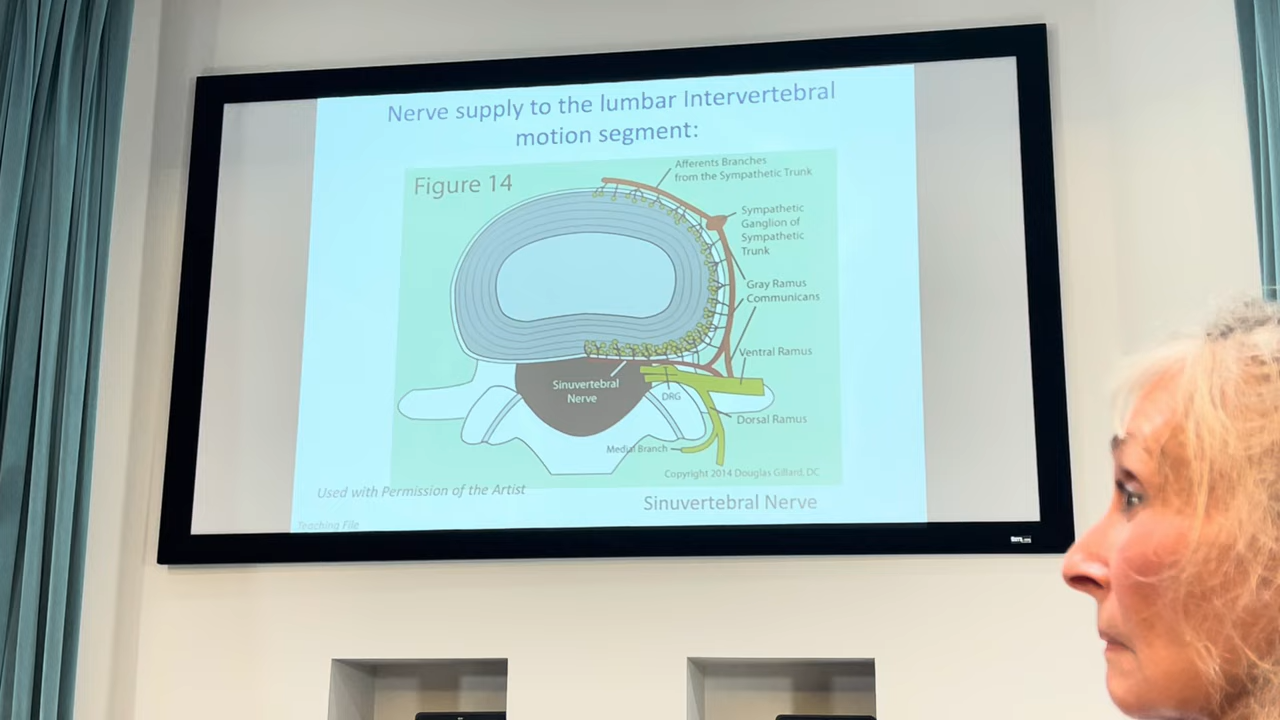 Nerve supply to the lumbar Intervertebral
motion segment:
Figure 14
Afferents Branches
from the Sympathetic Trunk
Sympathetic
Ganglion of
Sympathetic
Trunk
Gray Ramus
Communicans
Ventral Ramus
Sinuvertebral
Nerve
DRG
Dorsal Ramus
Medial Branch
Copyright 2014 Douglas Gillard, DC
Used with Permission of the Artist
Sinuvertebral Nerve
Teaching File